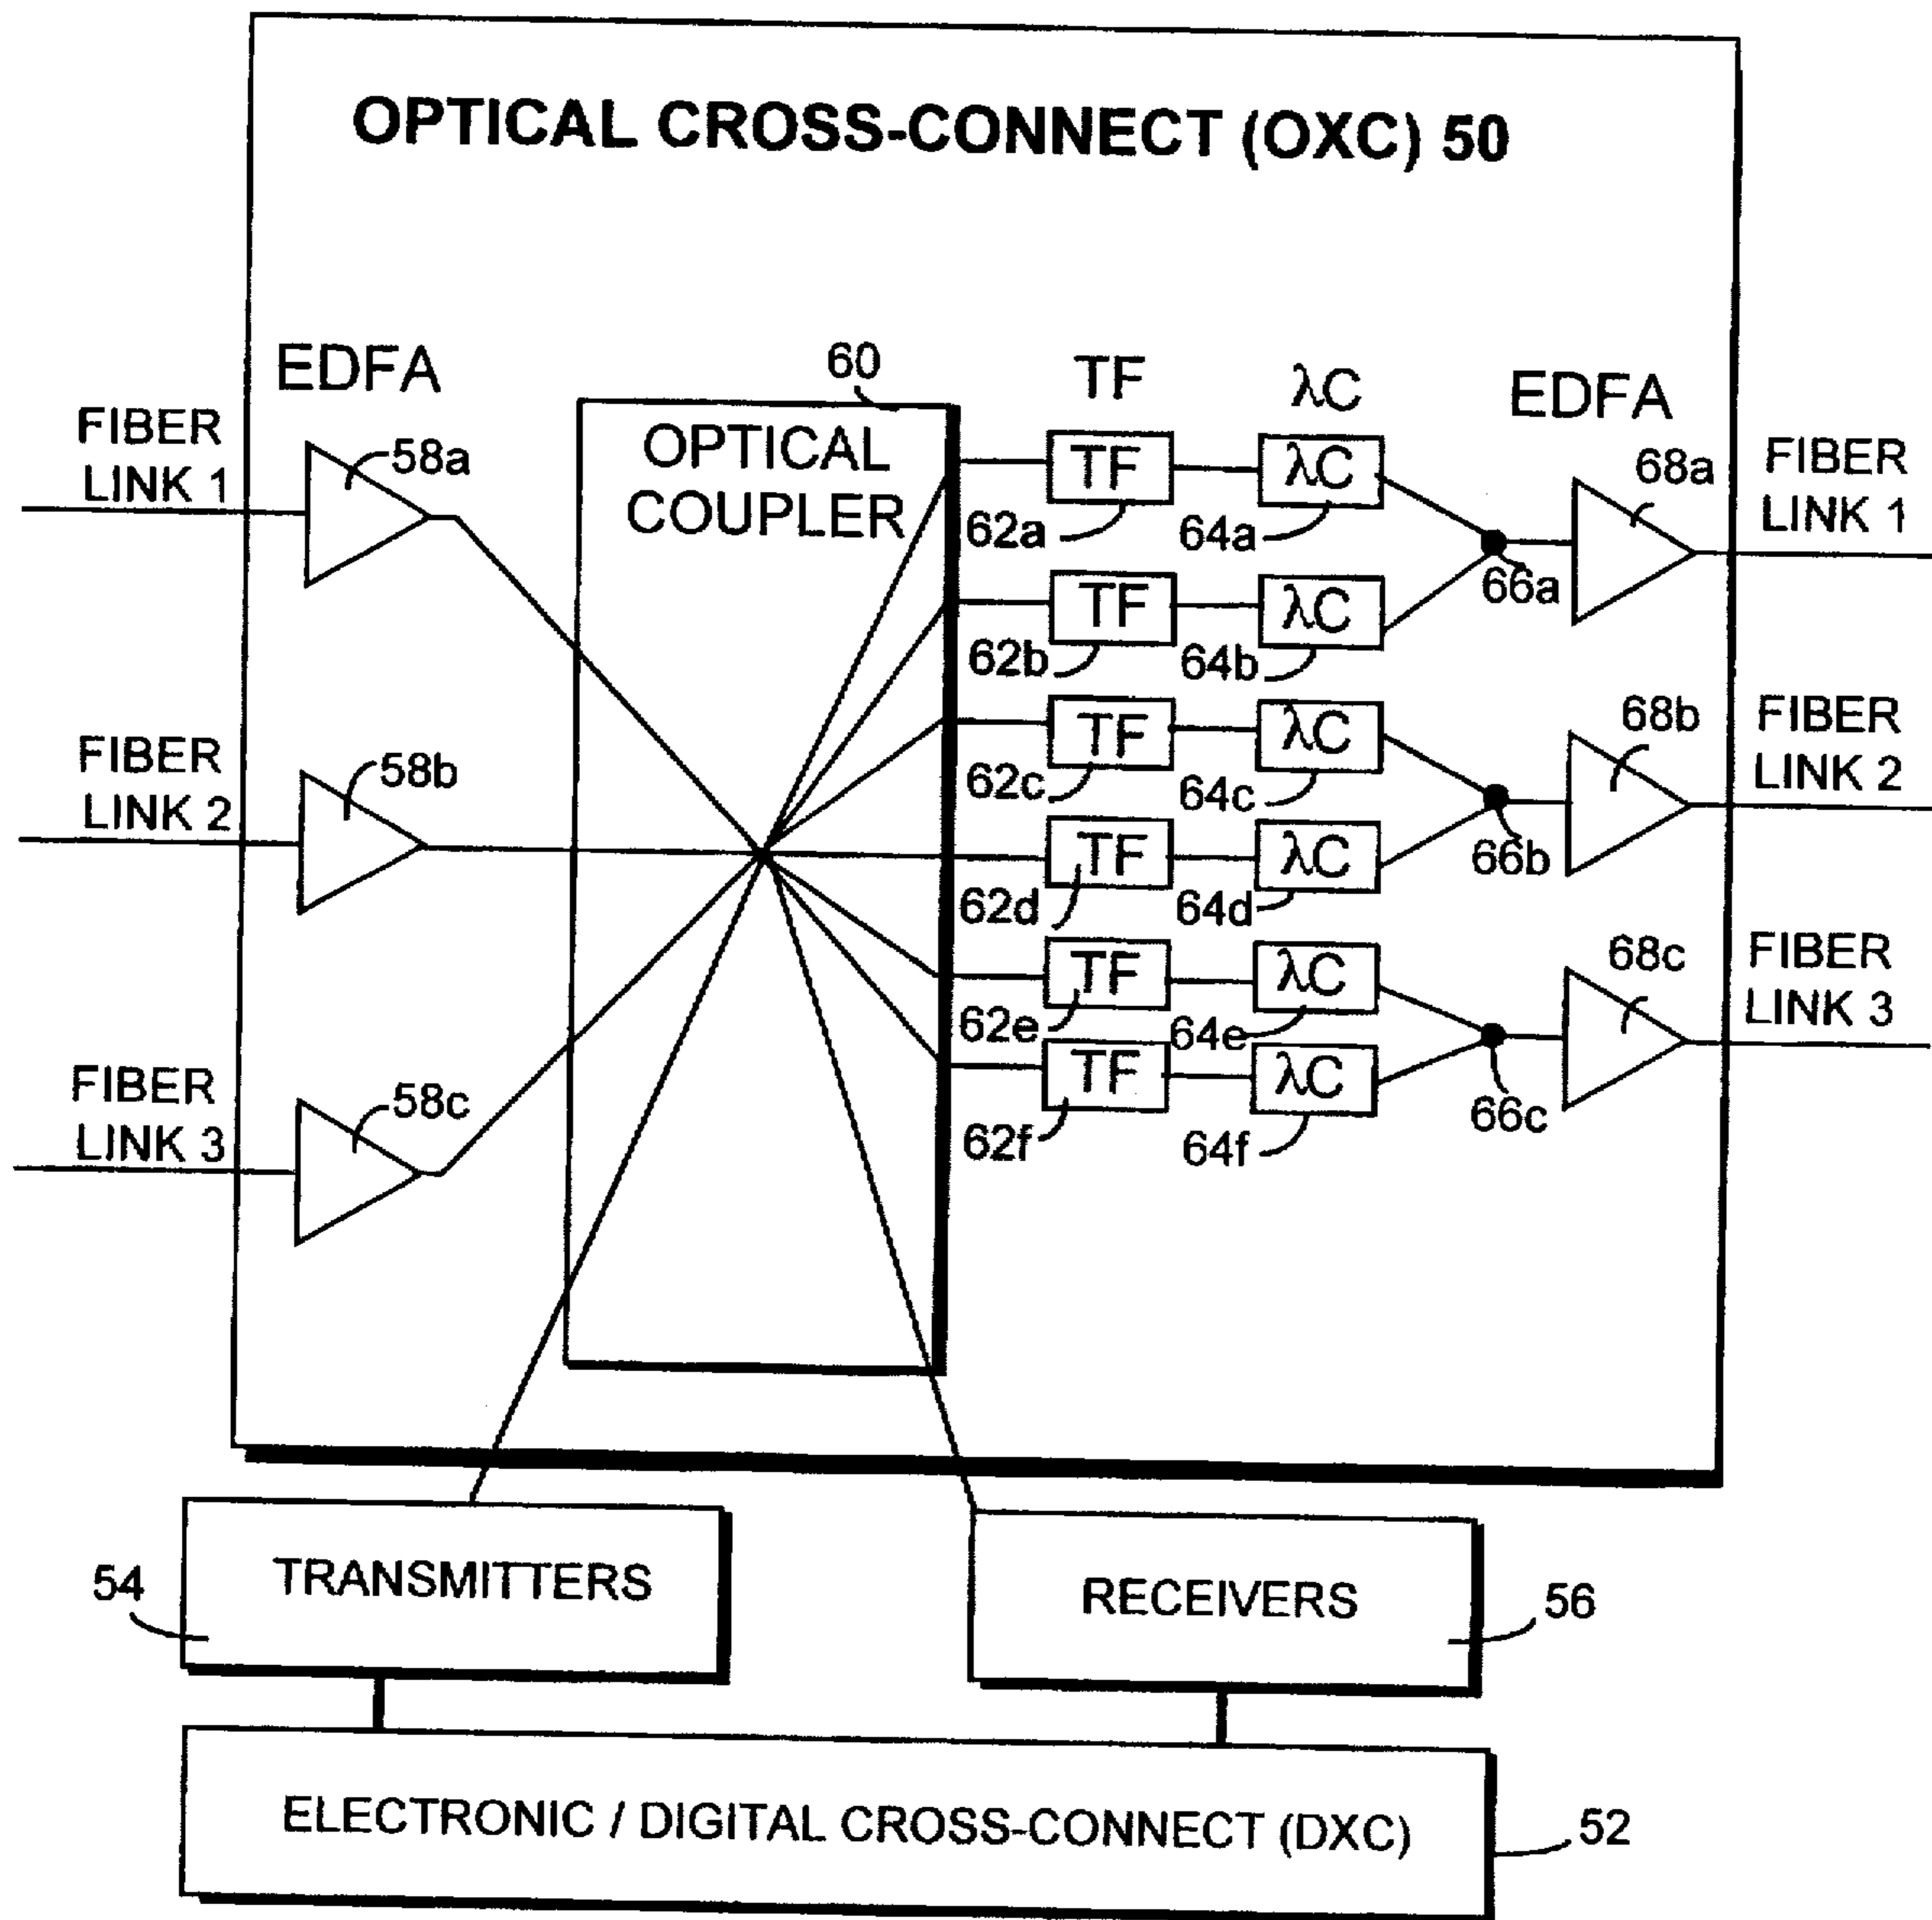 OPTICAL CROSS-CONNECT (OXC) 50
EDFA
60
TF
λC
EDFA
FIBER
LINK 1
58a
OPTICAL
COUPLER
TF
λC
68a
FIBER
LINK 1
62a
64a
66a
TF
λC
62b
64b
FIBER
LINK 2
58b
TF
λC
68b
FIBER
LINK 2
62c
64c
66b
TF
λC
62d
64d
TF
λC
68c
FIBER
LINK 3
62e
64e
FIBER
LINK 3
58c
TF
λC
66c
62f
64f
54
TRANSMITTERS
RECEIVERS
56
ELECTRONIC / DIGITAL CROSS-CONNECT (DXC)
52